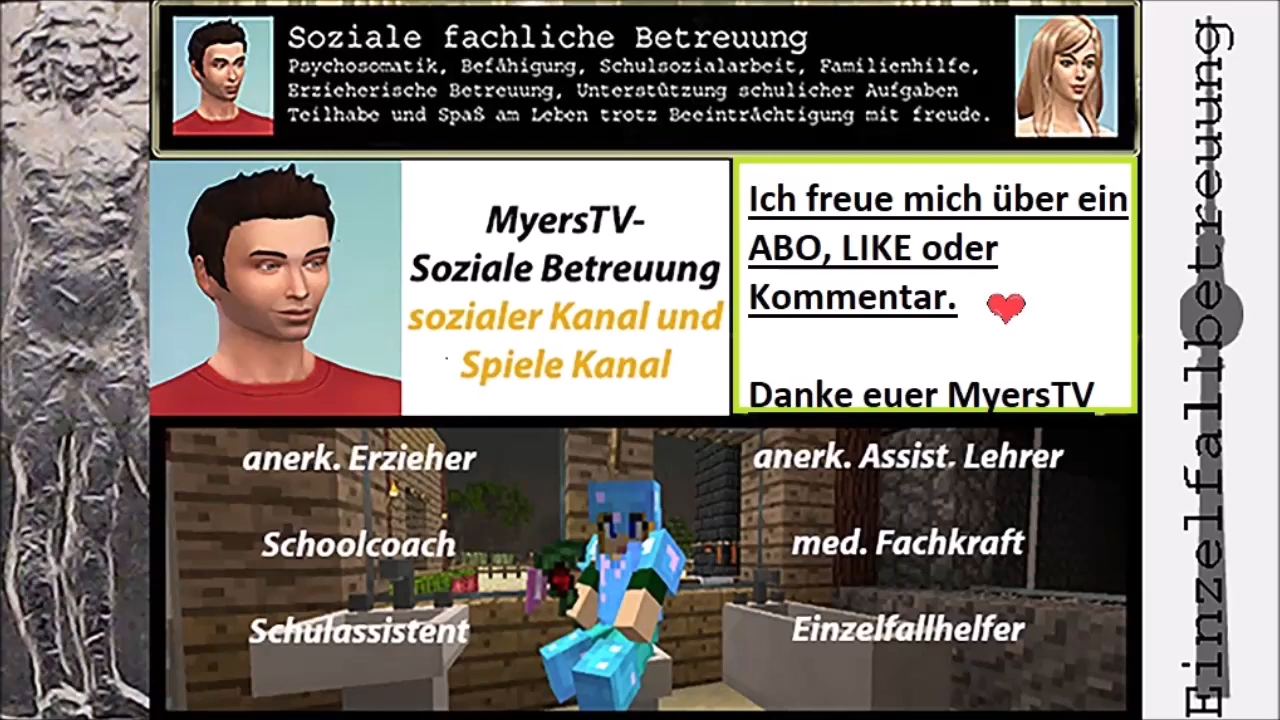 Soziale fachliche Betreuung
Psychosomatik, Befähigung, Schulsozialarbeit, Familienhilfe,
Erzieherische Betreuung, Unterstützung schulicher Aufgaben
Teilhabe und Spaß am Leben trotz Beeinträchtigung mit freude.
MyersTV-
Soziale Betreuung
sozialer Kanal und
Spiele Kanal
Ich freue mich über ein
ABO, LIKE oder
Kommentar.
Danke euer MyersTV
anerk. Erzieher
anerk. Assist. Lehrer
Schoolcoach
med. Fachkraft
Schulassistent
Einzelfallhelfer
Einzelfallbetreuung